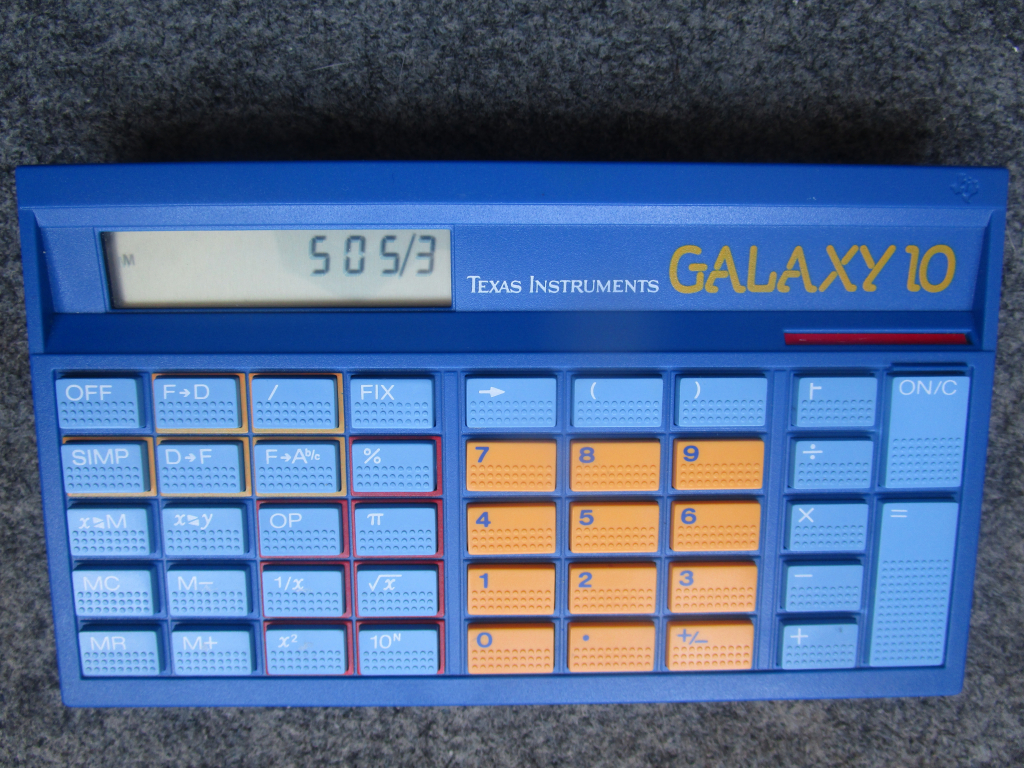 M
505/3
TEXAS INSTRUMENTS
GALAXY 10
OFF F→D / FIX → ( ) ⊢ ON/C
SIMP D→F F→Ab/c % 7 8 9 ÷
x⇆M x⇆y OP π 4 5 6 × =
MC M− 1/x √x 1 2 3 −
MR M+ x² 10ᴺ 0 . +/− +